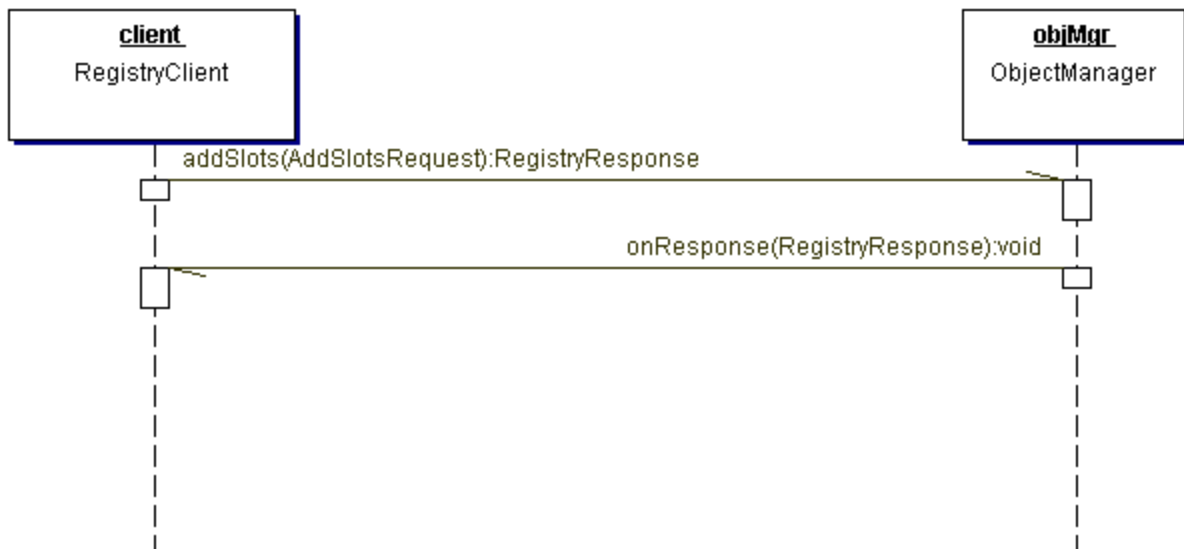 client
RegistryClient
objMgr
ObjectManager
addSlots(AddSlotsRequest):RegistryResponse
onResponse(RegistryResponse):void